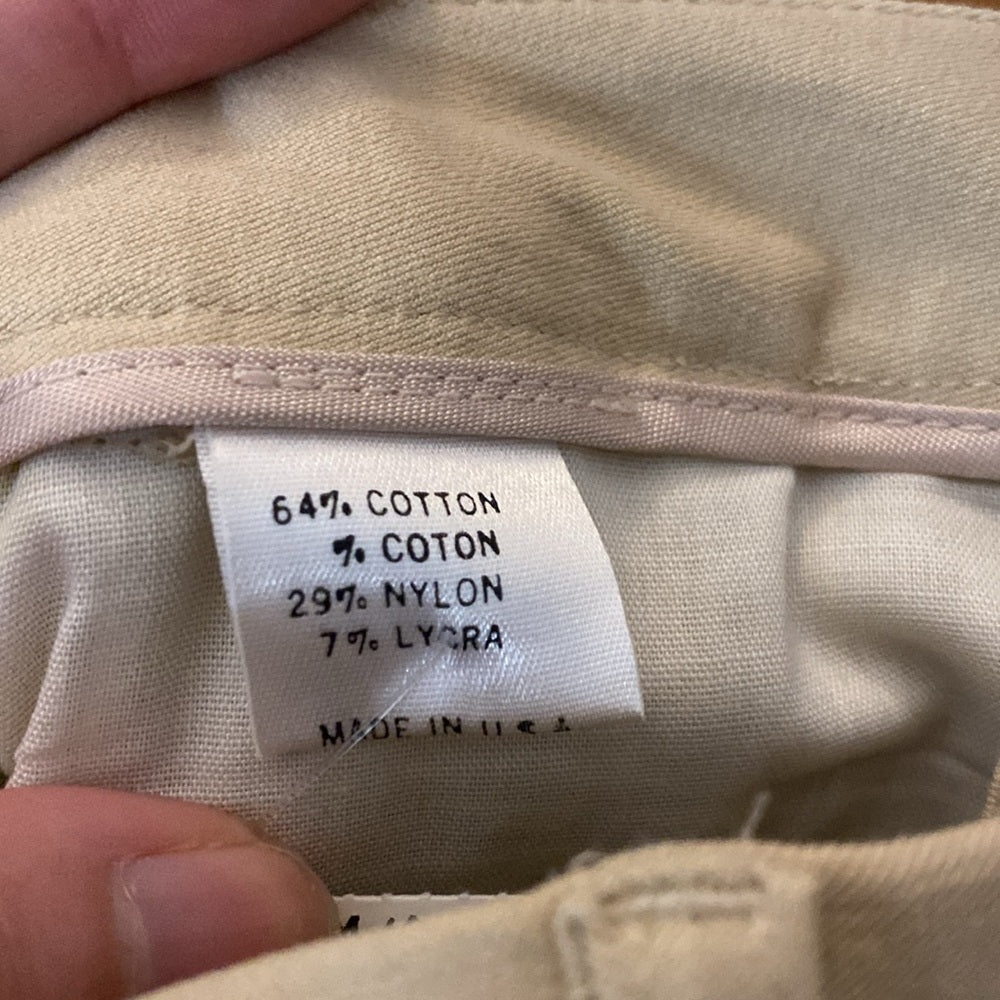 64% COTTON
% COTON
29% NYLON
7% LYCRA
MADE IN U S A